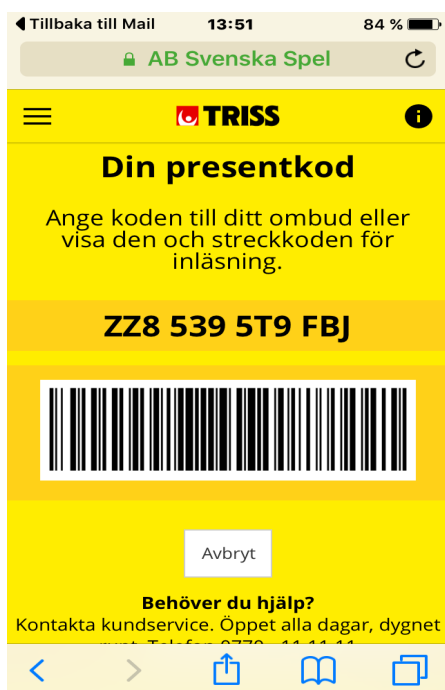 Tillbaka till Mail 13:51 84 %
AB Svenska Spel
TRISS
Din presentkod
Ange koden till ditt ombud eller
visa den och streckkoden för
inläsning.
ZZ8 539 5T9 FBJ
Avbryt
Behöver du hjälp?
Kontakta kundservice. Öppet alla dagar, dygnet